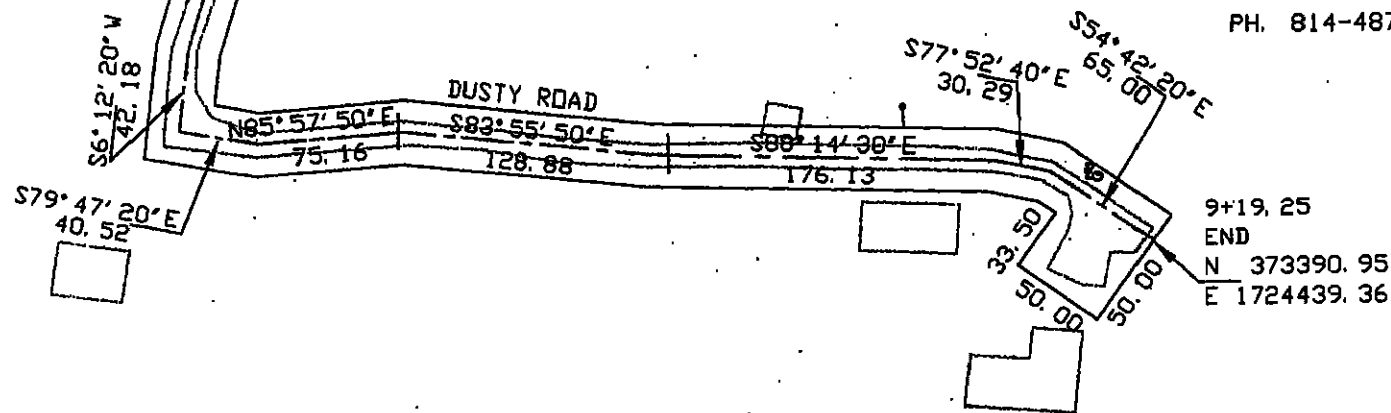 PH. 814-487
S54°42'20"E
65.00
S77°52'40"E
30.29
S6°12'20"W
42.18
DUSTY ROAD
N85°57'50"E
75.16
S83°55'50"E
128.88
S88°14'30"E
176.13
S79°47'20"E
40.52
9+19.25
END
N 373390.95
E 1724439.36
33.50
50.00
50.00